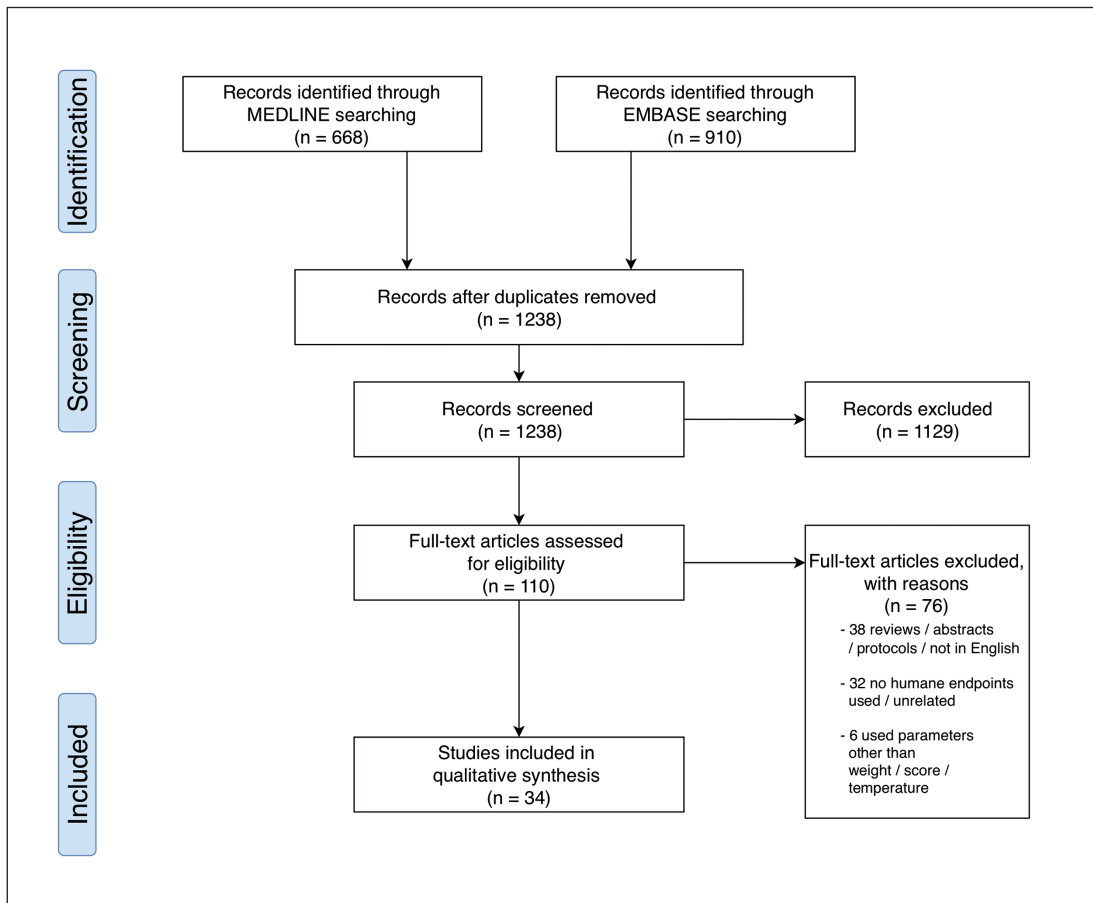 Identification
Records identified through
MEDLINE searching
(n = 668)
Records identified through
EMBASE searching
(n = 910)
Screening
Records after duplicates removed
(n = 1238)
Records screened
(n = 1238)
Records excluded
(n = 1129)
Eligibility
Full-text articles assessed
for eligibility
(n = 110)
Full-text articles excluded,
with reasons
(n = 76)
- 38 reviews / abstracts
/ protocols / not in English
- 32 no humane endpoints
used / unrelated
- 6 used parameters
other than
weight / score /
temperature
Included
Studies included in
qualitative synthesis
(n = 34)